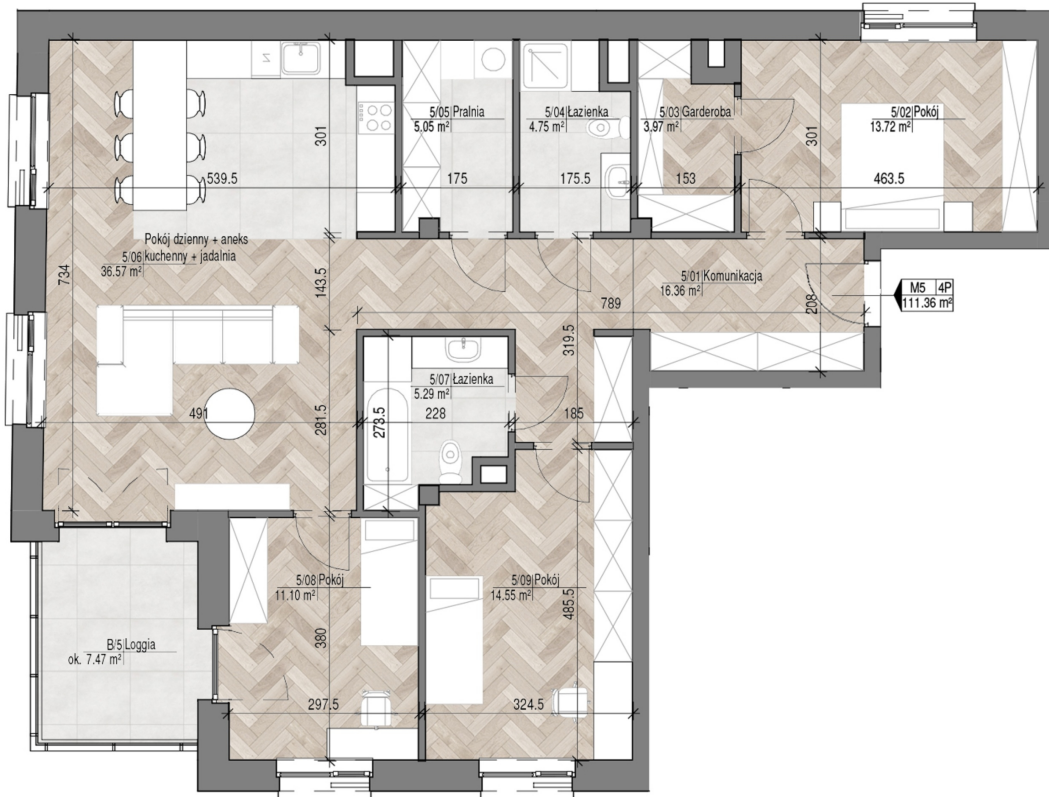 5/05 Pralnia
5.05 m²
5/04 Łazienka
4.75 m²
5/03 Garderoba
3.97 m²
5/02 Pokój
13.72 m²
301
301
301
539.5
175
175.5
153
463.5
Pokój dzienny + aneks
5/06 kuchenny + jadalnia
36.57 m²
734
143.5
5/01 Komunikacja
16.36 m²
789
208
M5 4P
111.36 m²
319.5
5/07 Łazienka
5.29 m²
491
281.5
273.5
228
185
5/08 Pokój
11.10 m²
5/09 Pokój
14.55 m²
485.5
380
B/5 Loggia
ok. 7.47 m²
297.5
324.5